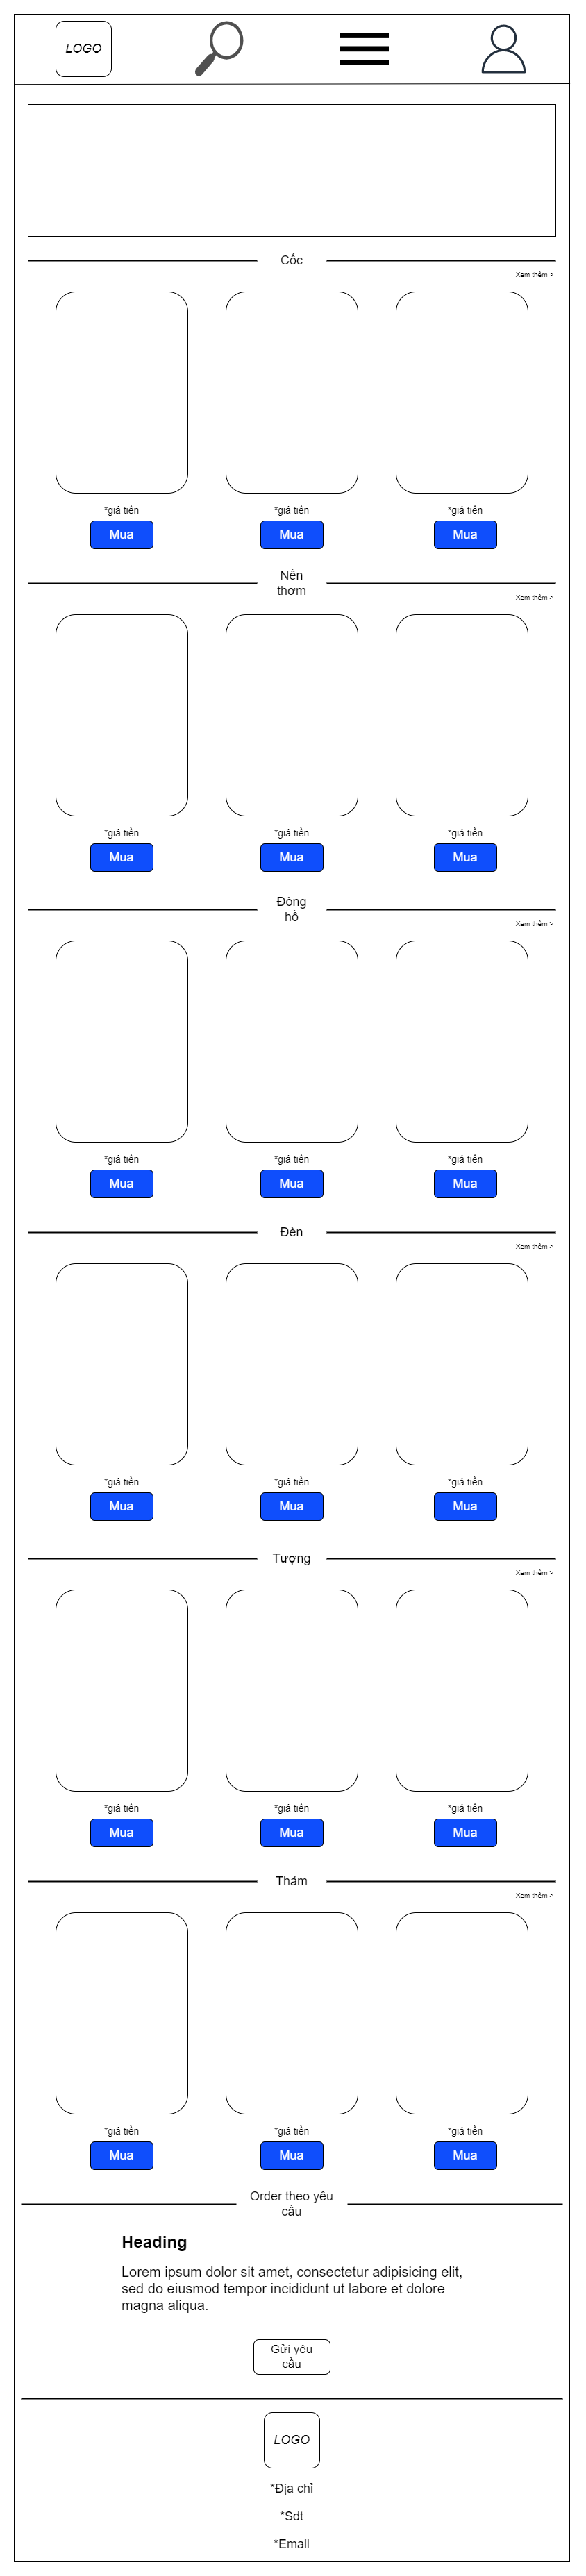 LOGO
Cốc
Xem thêm >
*giá tiền *giá tiền *giá tiền
Mua Mua Mua
Nến
thơm
Xem thêm >
*giá tiền *giá tiền *giá tiền
Mua Mua Mua
Đòng
hồ
Xem thêm >
*giá tiền *giá tiền *giá tiền
Mua Mua Mua
Đèn
Xem thêm >
*giá tiền *giá tiền *giá tiền
Mua Mua Mua
Tượng
Xem thêm >
*giá tiền *giá tiền *giá tiền
Mua Mua Mua
Thảm
Xem thêm >
*giá tiền *giá tiền *giá tiền
Mua Mua Mua
Order theo yêu
cầu
Heading
Lorem ipsum dolor sit amet, consectetur adipisicing elit,
sed do eiusmod tempor incididunt ut labore et dolore
magna aliqua.
Gửi yêu
cầu
LOGO
*Địa chỉ
*Sdt
*Email